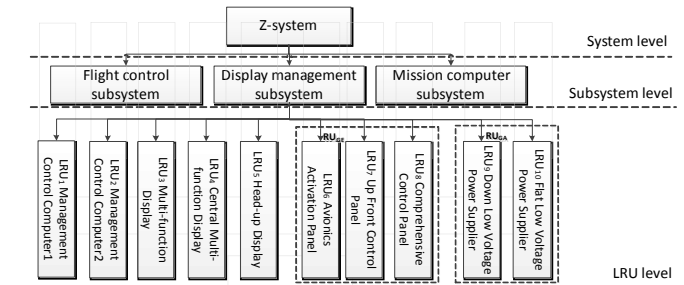 Z-system
System level
Flight control
subsystem
Display management
subsystem
Mission computer
subsystem
Subsystem level
LRU₁ Management
Control Computer1
LRU₂ Management
Control Computer2
LRU₃ Multi-function
Display
LRU₄ Central Multi-
function Display
LRU₅ Head-up Display
RU
LRU₆ Avionics
Activation Panel
LRU₇ Up Front Control
Panel
LRU₈ Comprehensive
Control Panel
RU_GA
LRU₉ Down Low Voltage
Power Supplier
LRU₁₀ Flat Low Voltage
Power Supplier
LRU level